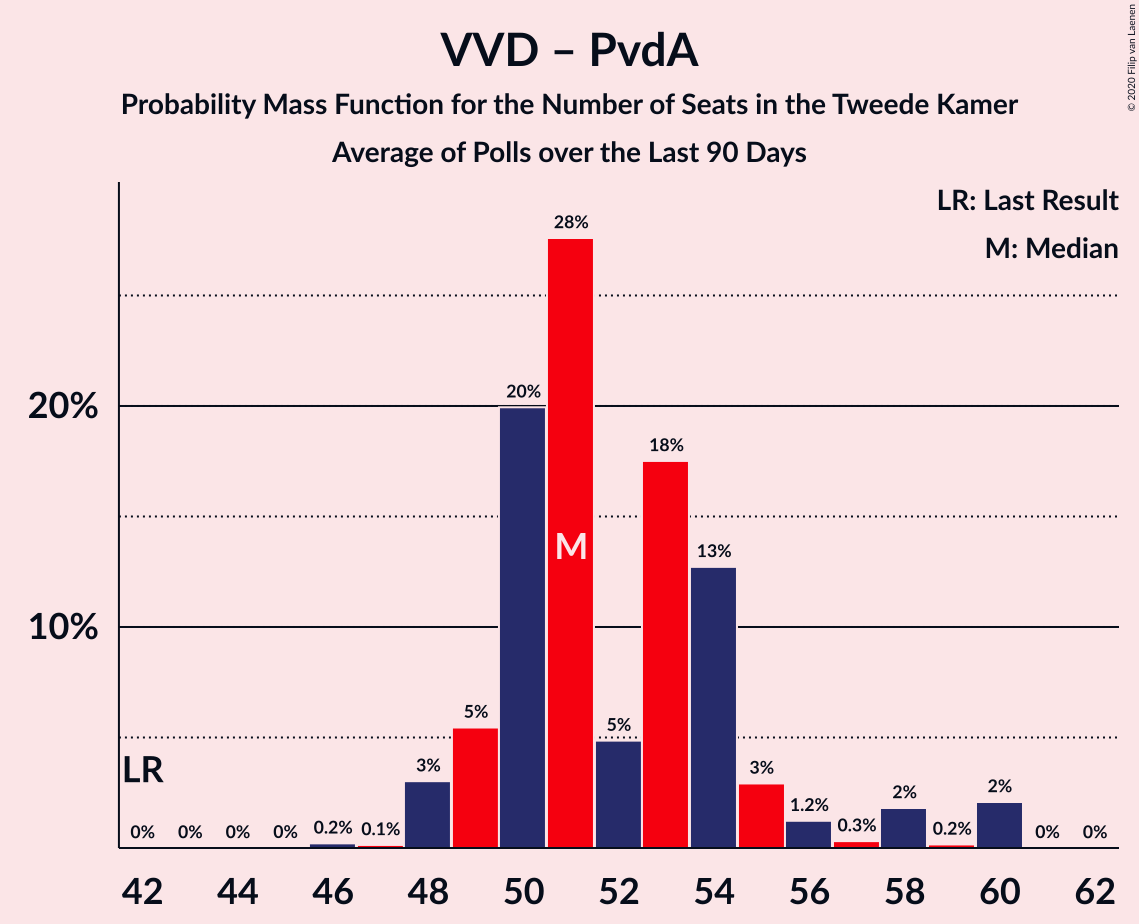 VVD – PvdA
Probability Mass Function for the Number of Seats in the Tweede Kamer
Average of Polls over the Last 90 Days
© 2020 Filip van Laenen
LR: Last Result
M: Median
28%
20%
20%
18%
M
13%
10%
5%
5%
LR
3%
3%
2%
2%
1.2%
0% 0% 0% 0% 0.2% 0.1% 0.3% 0.2% 0% 0%
42 44 46 48 50 52 54 56 58 60 62